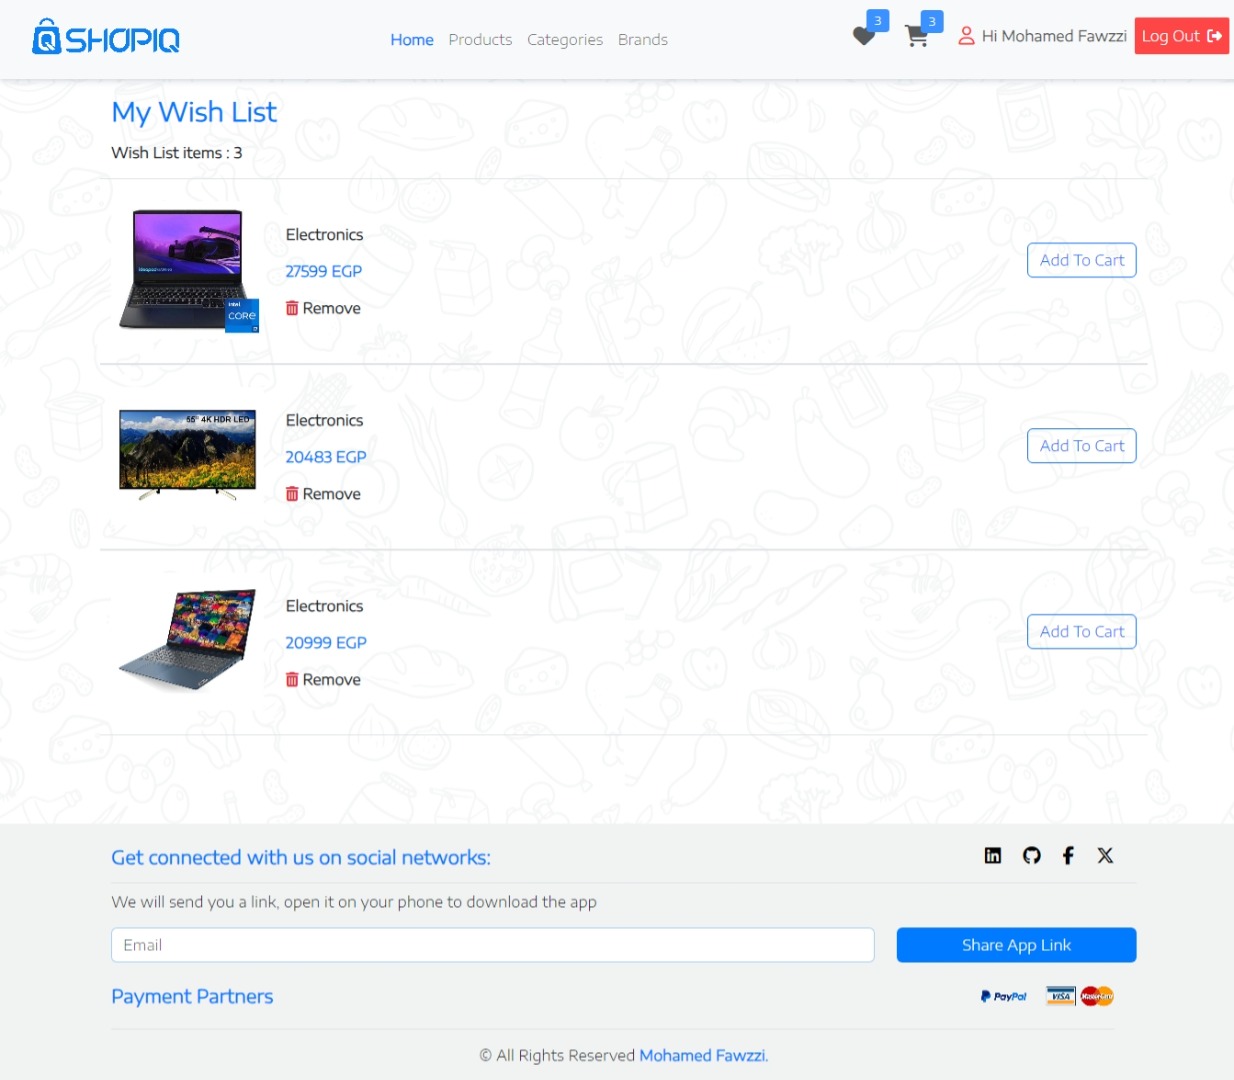 SHOPIQ
Home Products Categories Brands
3
3
Hi Mohamed Fawzzi
Log Out
My Wish List
Wish List items : 3
intel
CORE
Electronics
27599 EGP
Remove
Add To Cart
55" 4K HDR LED
Electronics
20483 EGP
Remove
Add To Cart
Electronics
20999 EGP
Remove
Add To Cart
Get connected with us on social networks:
We will send you a link, open it on your phone to download the app
Email
Share App Link
Payment Partners
PayPal
VISA
MasterCard
© All Rights Reserved Mohamed Fawzzi.